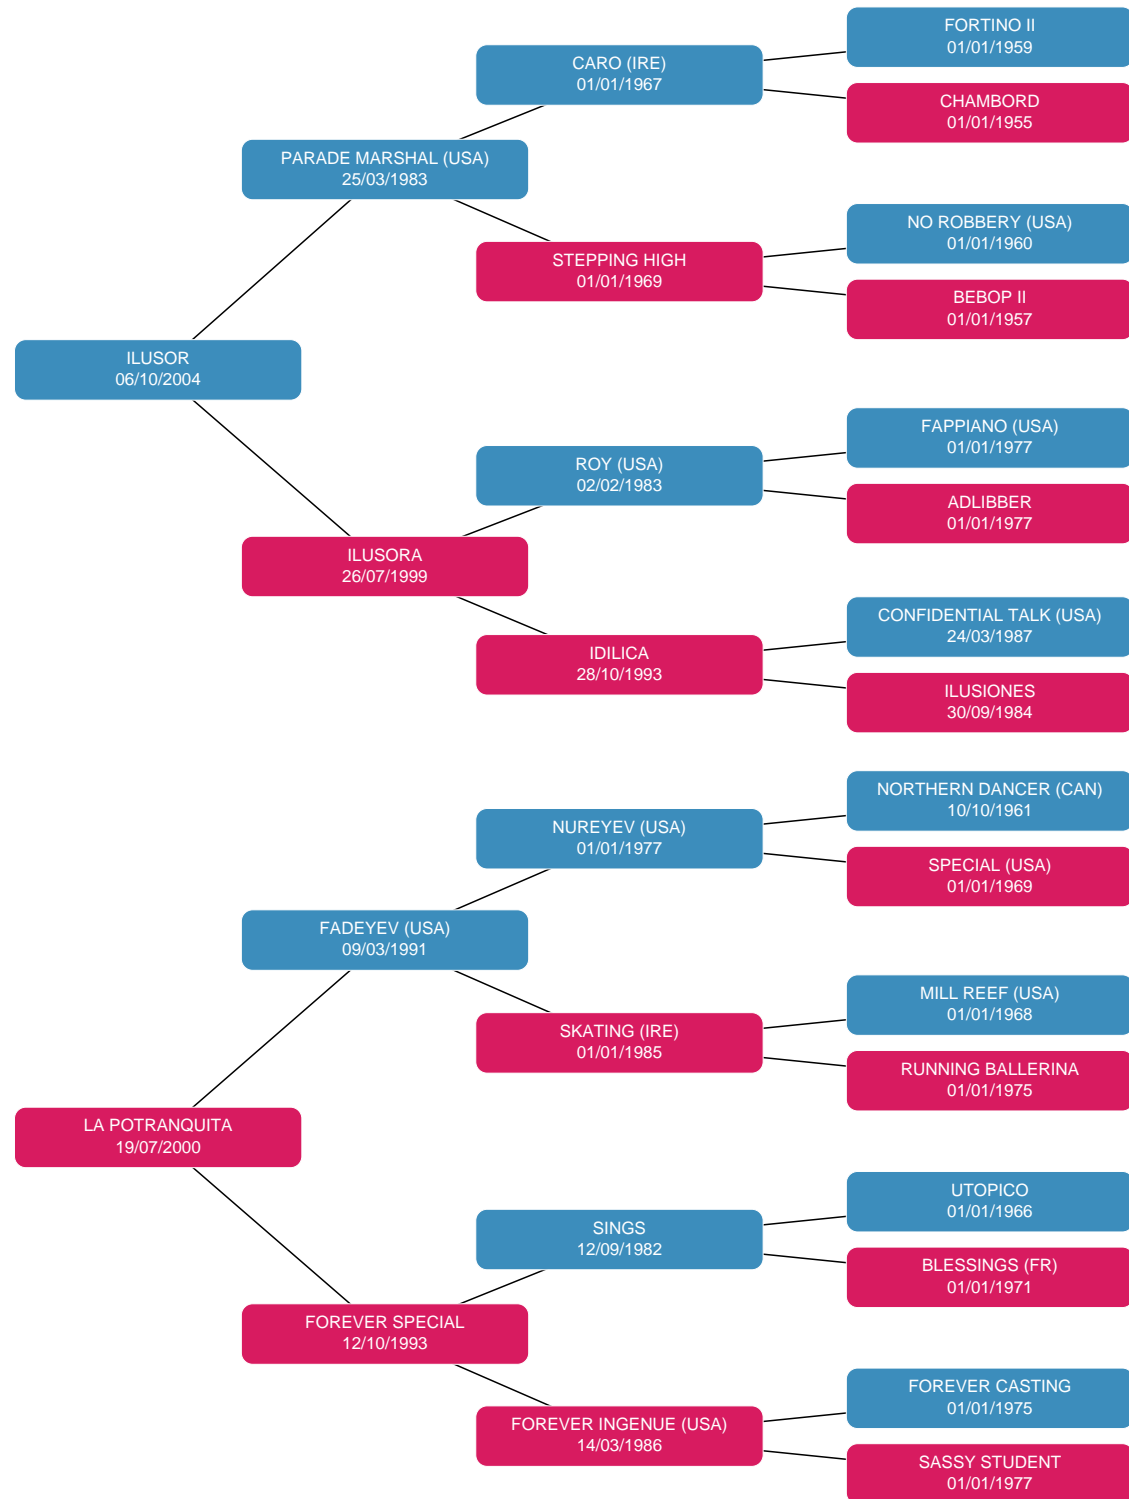 FORTINO II
01/01/1959
CARO (IRE)
01/01/1967
CHAMBORD
01/01/1955
PARADE MARSHAL (USA)
25/03/1983
NO ROBBERY (USA)
01/01/1960
STEPPING HIGH
01/01/1969
BEBOP II
01/01/1957
ILUSOR
06/10/2004
FAPPIANO (USA)
01/01/1977
ROY (USA)
02/02/1983
ADLIBBER
01/01/1977
ILUSORA
26/07/1999
CONFIDENTIAL TALK (USA)
24/03/1987
IDILICA
28/10/1993
ILUSIONES
30/09/1984
NORTHERN DANCER (CAN)
10/10/1961
NUREYEV (USA)
01/01/1977
SPECIAL (USA)
01/01/1969
FADEYEV (USA)
09/03/1991
MILL REEF (USA)
01/01/1968
SKATING (IRE)
01/01/1985
RUNNING BALLERINA
01/01/1975
LA POTRANQUITA
19/07/2000
UTOPICO
01/01/1966
SINGS
12/09/1982
BLESSINGS (FR)
01/01/1971
FOREVER SPECIAL
12/10/1993
FOREVER CASTING
01/01/1975
FOREVER INGENUE (USA)
14/03/1986
SASSY STUDENT
01/01/1977